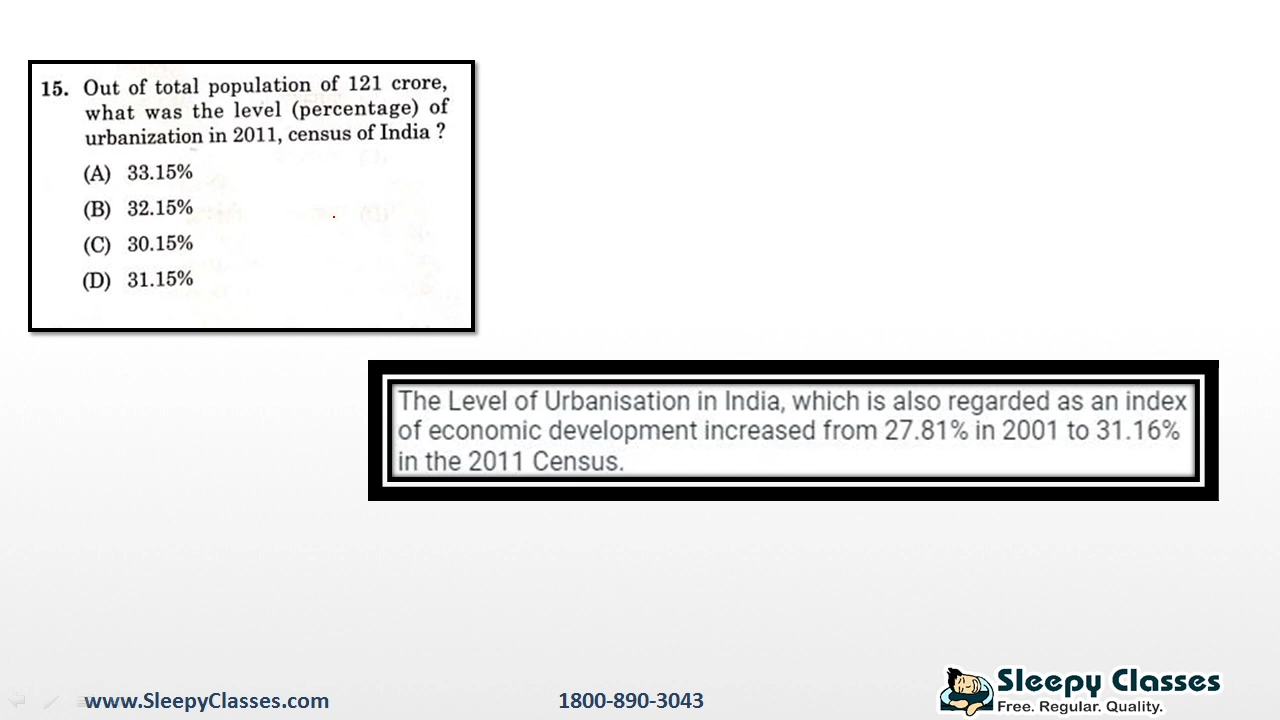 15. Out of total population of 121 crore,
what was the level (percentage) of
urbanization in 2011, census of India ?
(A) 33.15%
(B) 32.15%
(C) 30.15%
(D) 31.15%
The Level of Urbanisation in India, which is also regarded as an index
of economic development increased from 27.81% in 2001 to 31.16%
in the 2011 Census.
www.SleepyClasses.com
1800-890-3043
Sleepy Classes
Free. Regular. Quality.